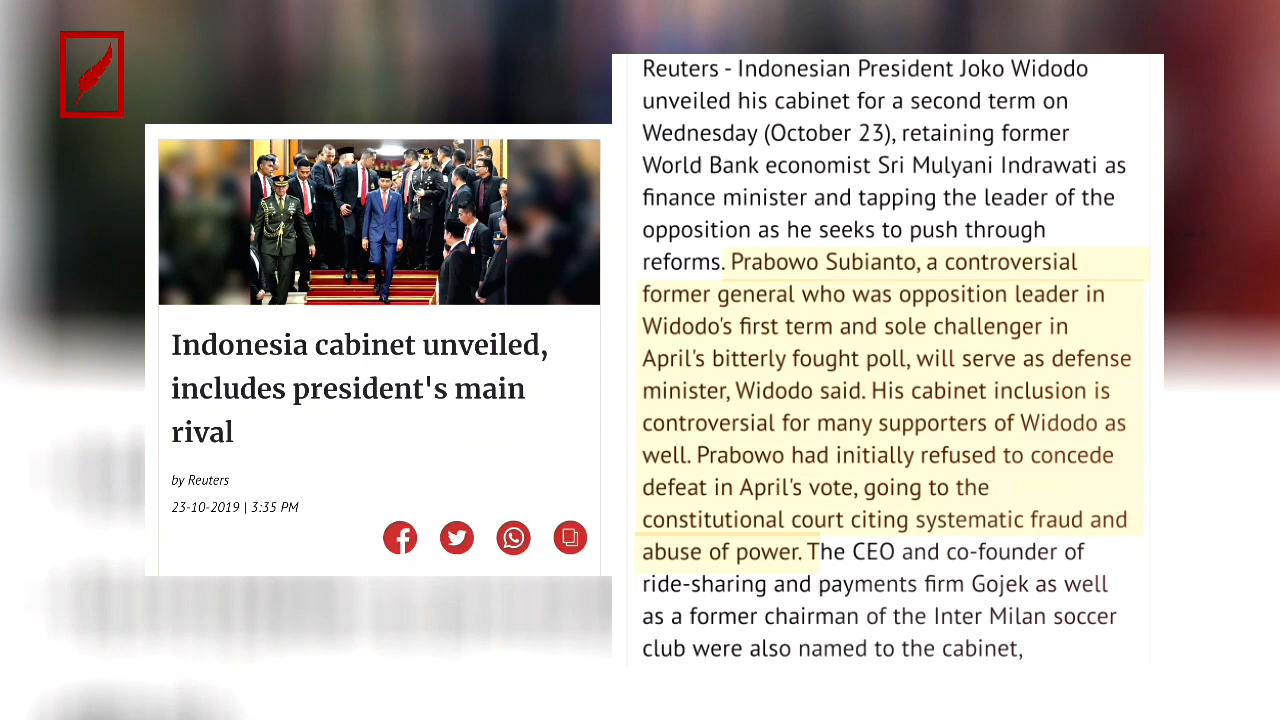 Indonesia cabinet unveiled,
includes president's main
rival
by Reuters
23-10-2019 | 3:35 PM
Reuters - Indonesian President Joko Widodo
unveiled his cabinet for a second term on
Wednesday (October 23), retaining former
World Bank economist Sri Mulyani Indrawati as
finance minister and tapping the leader of the
opposition as he seeks to push through
reforms. Prabowo Subianto, a controversial
former general who was opposition leader in
Widodo's first term and sole challenger in
April's bitterly fought poll, will serve as defense
minister, Widodo said. His cabinet inclusion is
controversial for many supporters of Widodo as
well. Prabowo had initially refused to concede
defeat in April's vote, going to the
constitutional court citing systematic fraud and
abuse of power. The CEO and co-founder of
ride-sharing and payments firm Gojek as well
as a former chairman of the Inter Milan soccer
club were also named to the cabinet,